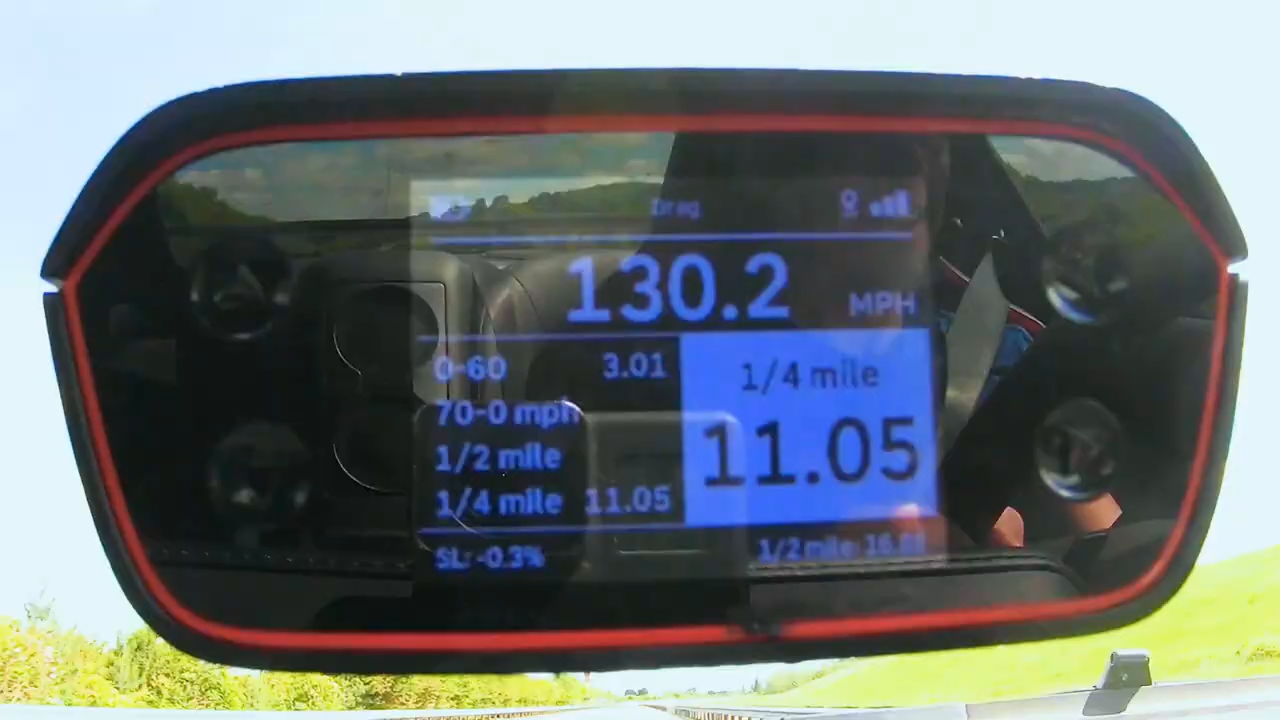 Drag
130.2 MPH
0-60 3.01
70-0 mph
1/2 mile
1/4 mile 11.05
1/4 mile
11.05
SL: -0.3%
1/2 mile